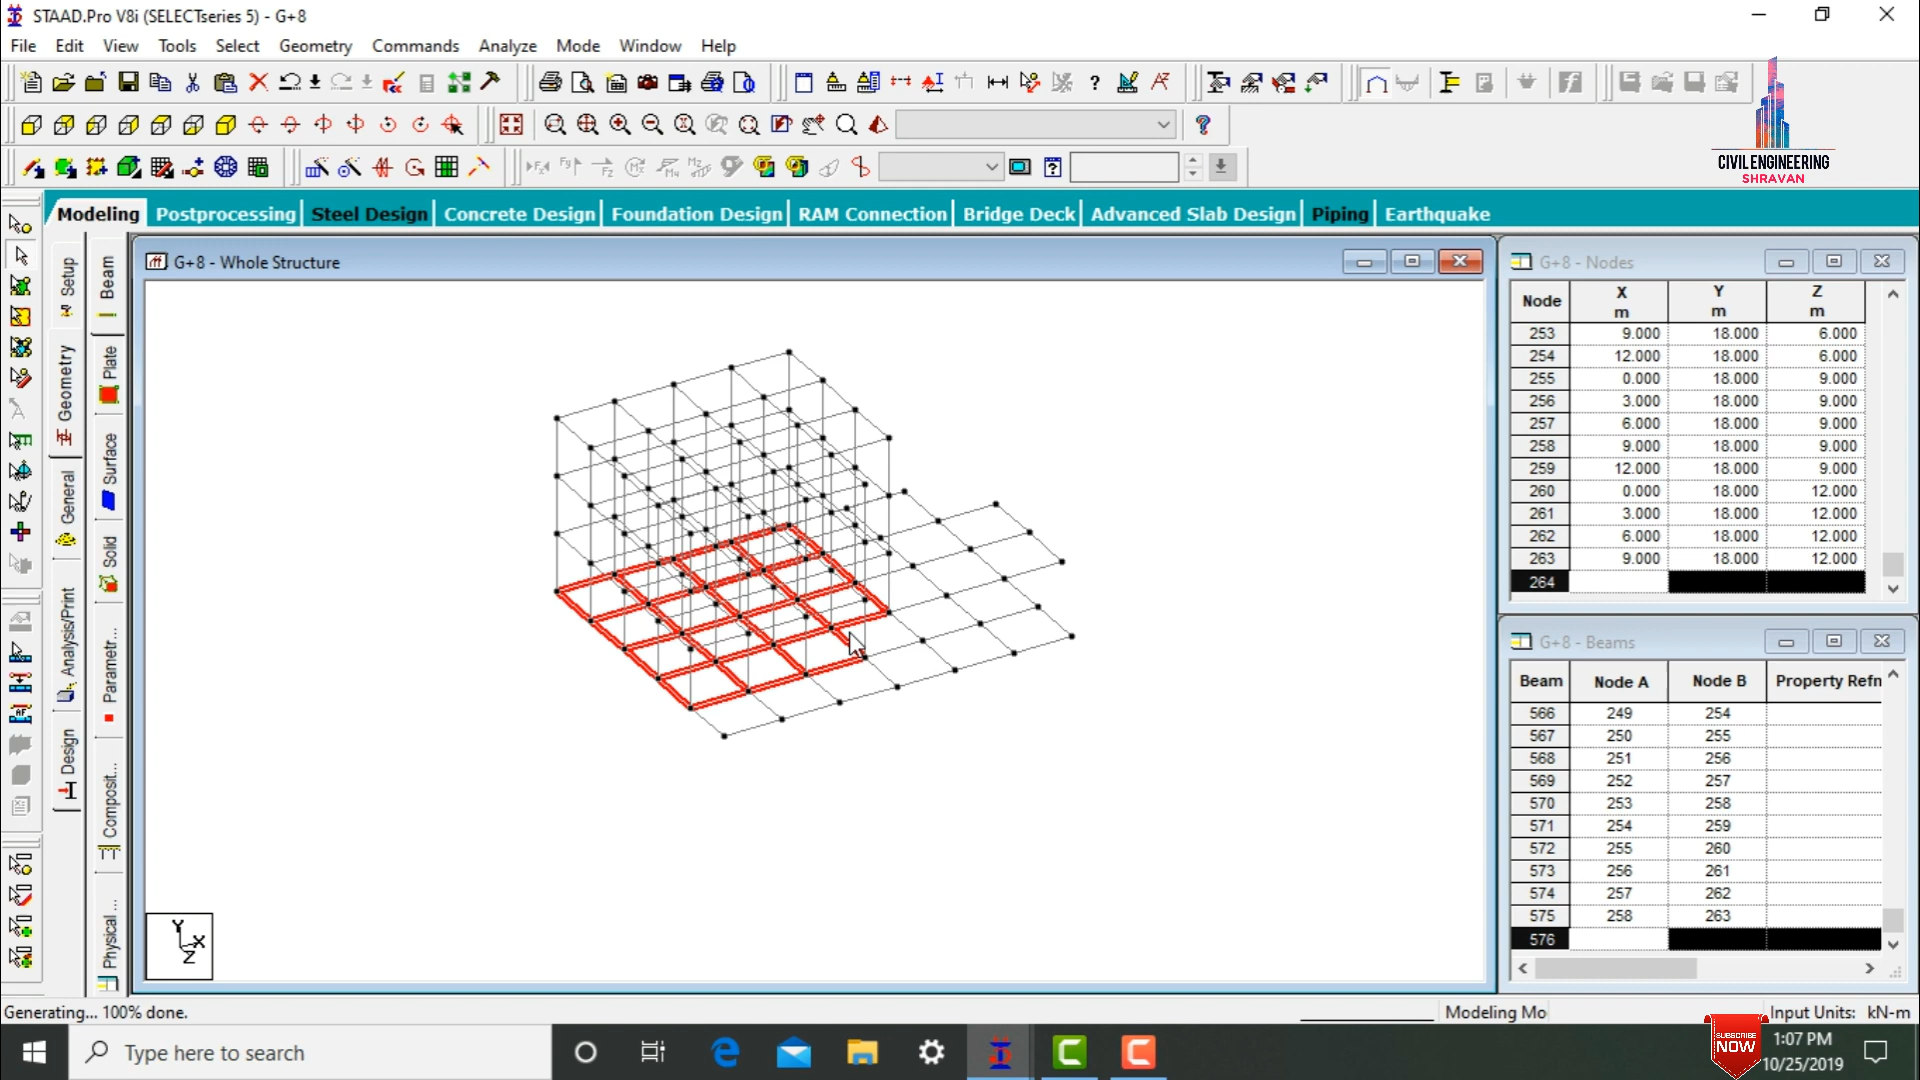 STAAD.Pro V8i (SELECTseries 5) - G+8
File Edit View Tools Select Geometry Commands Analyze Mode Window Help
CIVIL ENGINEERING
SHRAVAN
Modeling Postprocessing Steel Design Concrete Design Foundation Design RAM Connection Bridge Deck Advanced Slab Design Piping Earthquake
Setup
Geometry
General
Analysis/Print
Design
Beam
Plate
Surface
Solid
Parametr...
Composit...
Physical ...
G+8 - Whole Structure
Y
X
Z
G+8 - Nodes
Node X m Y m Z m
253 9.000 18.000 6.000
254 12.000 18.000 6.000
255 0.000 18.000 9.000
256 3.000 18.000 9.000
257 6.000 18.000 9.000
258 9.000 18.000 9.000
259 12.000 18.000 9.000
260 0.000 18.000 12.000
261 3.000 18.000 12.000
262 6.000 18.000 12.000
263 9.000 18.000 12.000
264
G+8 - Beams
Beam Node A Node B Property Refn
566 249 254
567 250 255
568 251 256
569 252 257
570 253 258
571 254 259
572 255 260
573 256 261
574 257 262
575 258 263
576
Generating... 100% done.
Modeling Mo
Input Units: kN-m
Type here to search
SUBSCRIBE
NOW
1:07 PM
10/25/2019